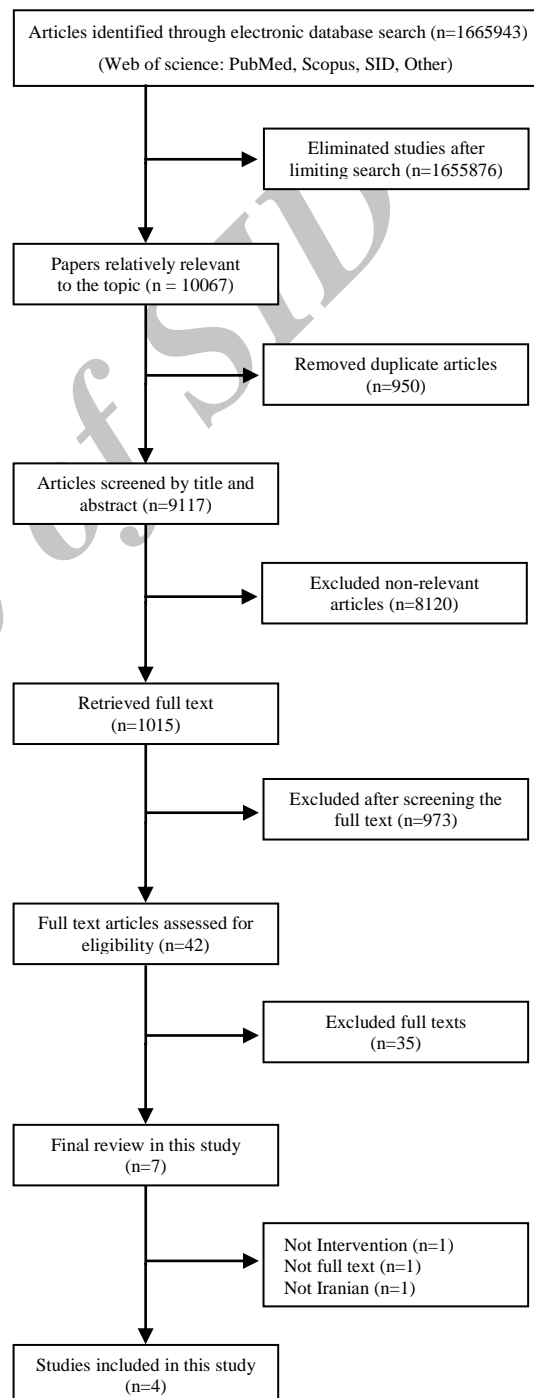 Articles identified through electronic database search (n=1665943)
(Web of science: PubMed, Scopus, SID, Other)
Eliminated studies after
limiting search (n=1655876)
Papers relatively relevant
to the topic (n = 10067)
Removed duplicate articles
(n=950)
Articles screened by title and
abstract (n=9117)
Excluded non-relevant
articles (n=8120)
Retrieved full text
(n=1015)
Excluded after screening the
full text (n=973)
Full text articles assessed for
eligibility (n=42)
Excluded full texts
(n=35)
Final review in this study
(n=7)
Not Intervention (n=1)
Not full text (n=1)
Not Iranian (n=1)
Studies included in this study
(n=4)
of SID